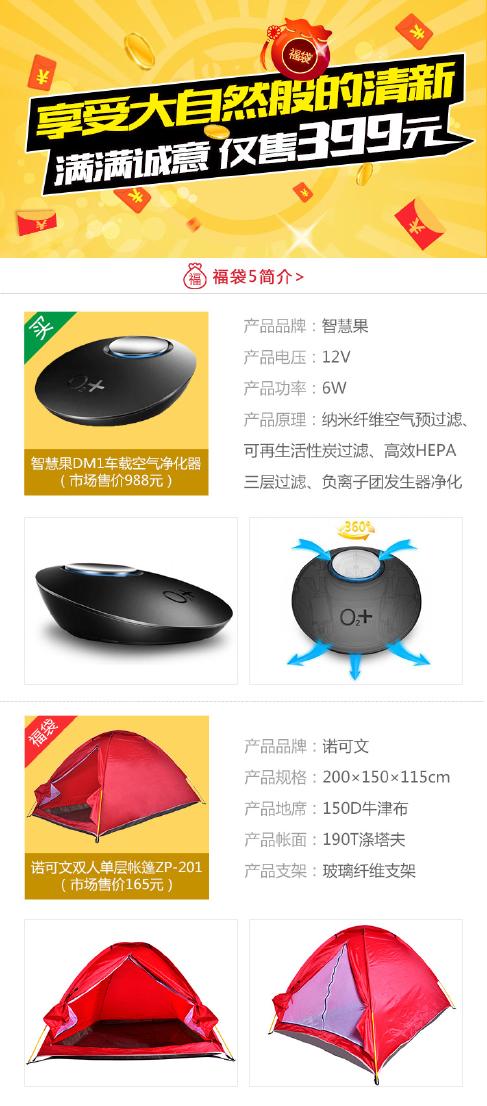 福袋
享受大自然般的清新
满满诚意 仅售399元
福 福袋5简介>
买
O₂+
智慧果DM1车载空气净化器
（市场售价988元）
产品品牌：智慧果
产品电压：12V
产品功率：6W
产品原理：纳米纤维空气预过滤、
可再生活性炭过滤、高效HEPA
三层过滤、负离子团发生器净化
O₂+
360°
O₂+
福袋
诺可文双人单层帐篷ZP-201
（市场售价165元）
产品品牌：诺可文
产品规格：200×150×115cm
产品地席：150D牛津布
产品帐面：190T涤塔夫
产品支架：玻璃纤维支架